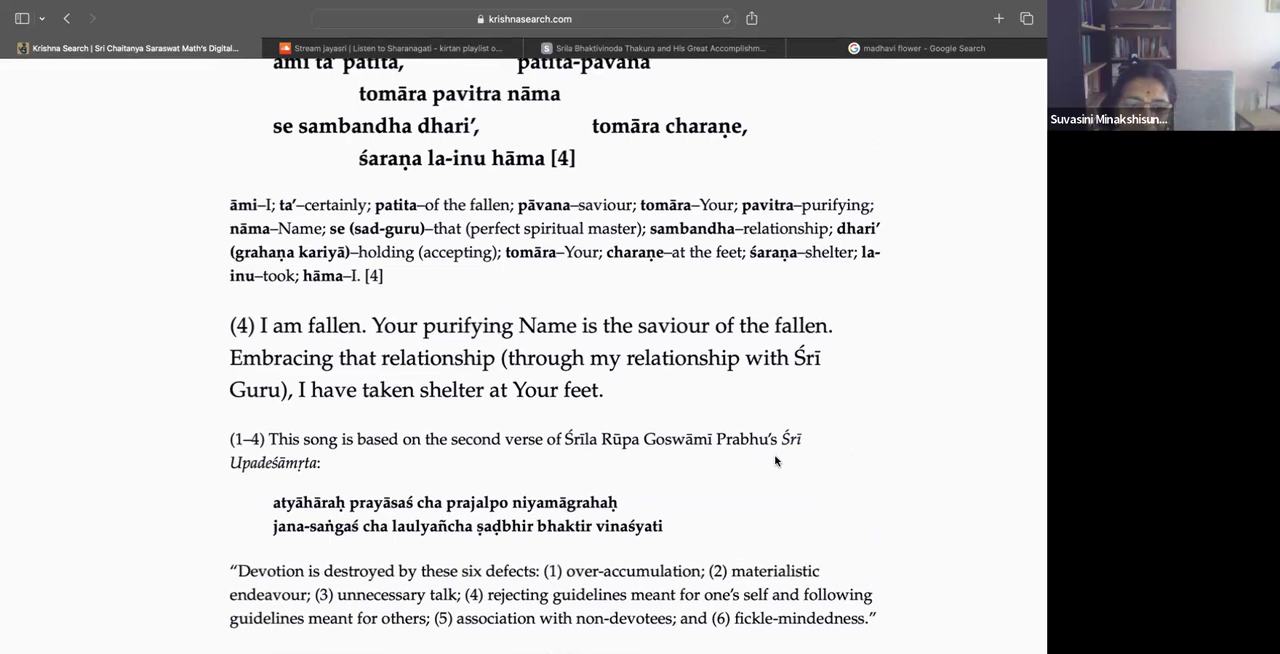 krishnasearch.com
Krishna Search | Sri Chaitanya Saraswat Math's Digital...
Stream jayasri | Listen to Sharanagati - kirtan playlist o...
Srila Bhaktivinoda Thakura and His Great Accomplishm...
madhavi flower - Google Search
Suvasini Minakshisun...
āmi ta' patita, patita-pāvana
tomāra pavitra nāma
se sambandha dhari', tomāra charaṇe,
śaraṇa la-inu hāma [4]
āmi–I; ta'–certainly; patita–of the fallen; pāvana–saviour; tomāra–Your; pavitra–purifying;
nāma–Name; se (sad-guru)–that (perfect spiritual master); sambandha–relationship; dhari'
(grahaṇa kariyā)–holding (accepting); tomāra–Your; charaṇe–at the feet; śaraṇa–shelter; la-
inu–took; hāma–I. [4]
(4) I am fallen. Your purifying Name is the saviour of the fallen.
Embracing that relationship (through my relationship with Śrī
Guru), I have taken shelter at Your feet.
(1–4) This song is based on the second verse of Śrīla Rūpa Goswāmī Prabhu's Śrī
Upadeśāmṛta:
atyāhāraḥ prayāsaś cha prajalpo niyamāgrahaḥ
jana-saṅgaś cha laulyañcha ṣaḍbhir bhaktir vinaśyati
"Devotion is destroyed by these six defects: (1) over-accumulation; (2) materialistic
endeavour; (3) unnecessary talk; (4) rejecting guidelines meant for one's self and following
guidelines meant for others; (5) association with non-devotees; and (6) fickle-mindedness."